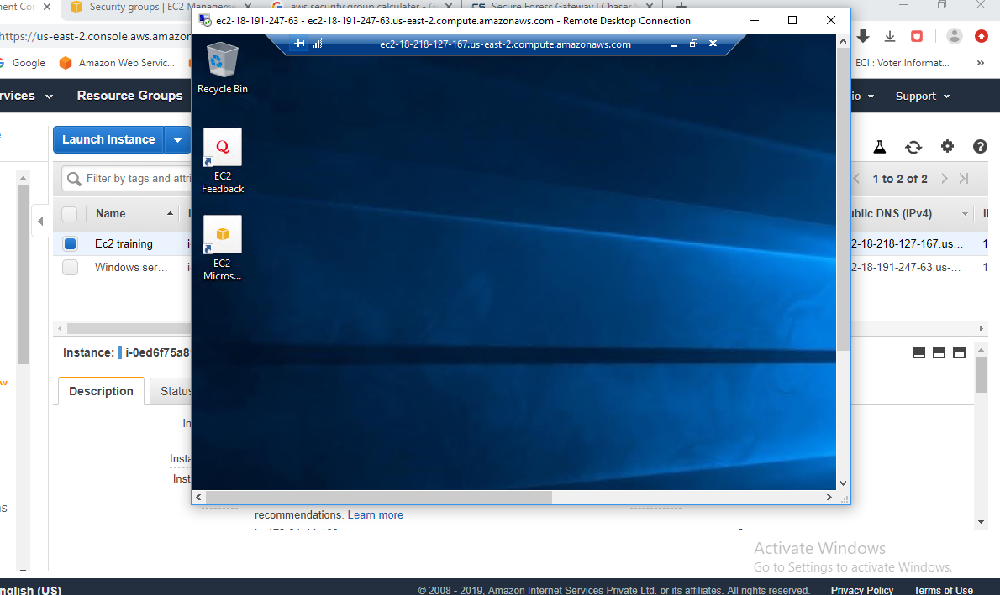 ment Cor
Security groups | EC2 Manageme
aws security group calculater - G
Secure Egress Gateway | Chaser S
ec2-18-191-247-63 - ec2-18-191-247-63.us-east-2.compute.amazonaws.com - Remote Desktop Connection
https://us-east-2.console.aws.amazon
ec2-18-218-127-167.us-east-2.compute.amazonaws.com
Google
Amazon Web Servic...
ECI : Voter Informat...
rvices
Resource Groups
io
Support
Recycle Bin
Launch Instance
Filter by tags and attri
1 to 2 of 2
EC2
Feedback
Name
ublic DNS (IPv4)
Ec2 training
2-18-218-127-167.us...
EC2
Micros...
Windows ser...
2-18-191-247-63.us-...
Instance:
i-0ed6f75a8
Description
Status
In
Insta
Inst
recommendations. Learn more
Activate Windows
Go to Settings to activate Windows.
nglish (US)
© 2008 - 2019, Amazon Internet Services Private Ltd. or its affiliates. All rights reserved.
Privacy Policy
Terms of Use